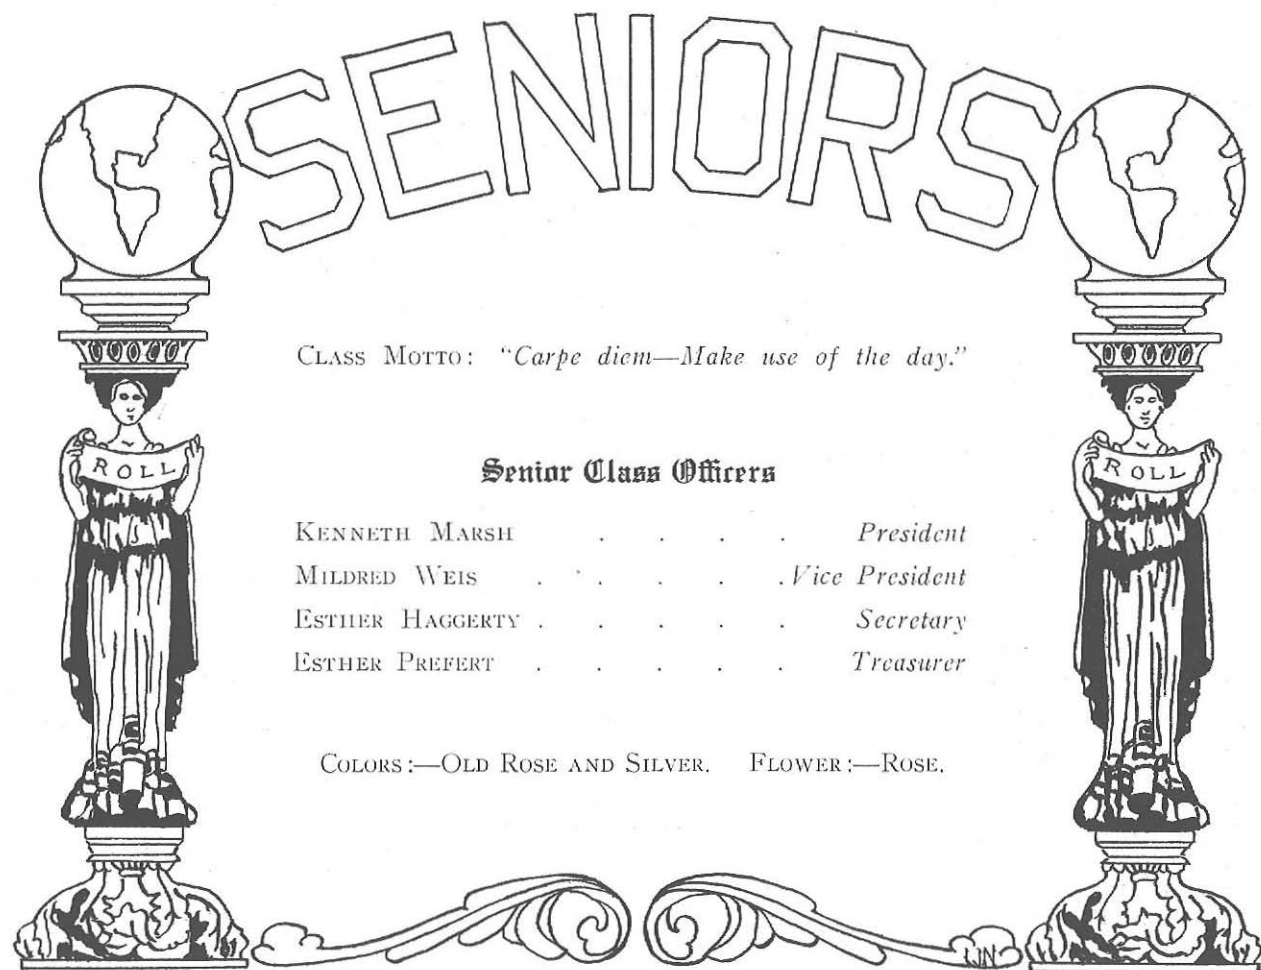 SENIORS
CLASS MOTTO: "Carpe diem—Make use of the day."
ROLL
ROLL
Senior Class Officers
KENNETH MARSH . . . . President
MILDRED WEIS . . . . . Vice President
ESTHER HAGGERTY . . . . . Secretary
ESTHER PREFERT . . . . . Treasurer
COLORS:—OLD ROSE AND SILVER. FLOWER:—ROSE.